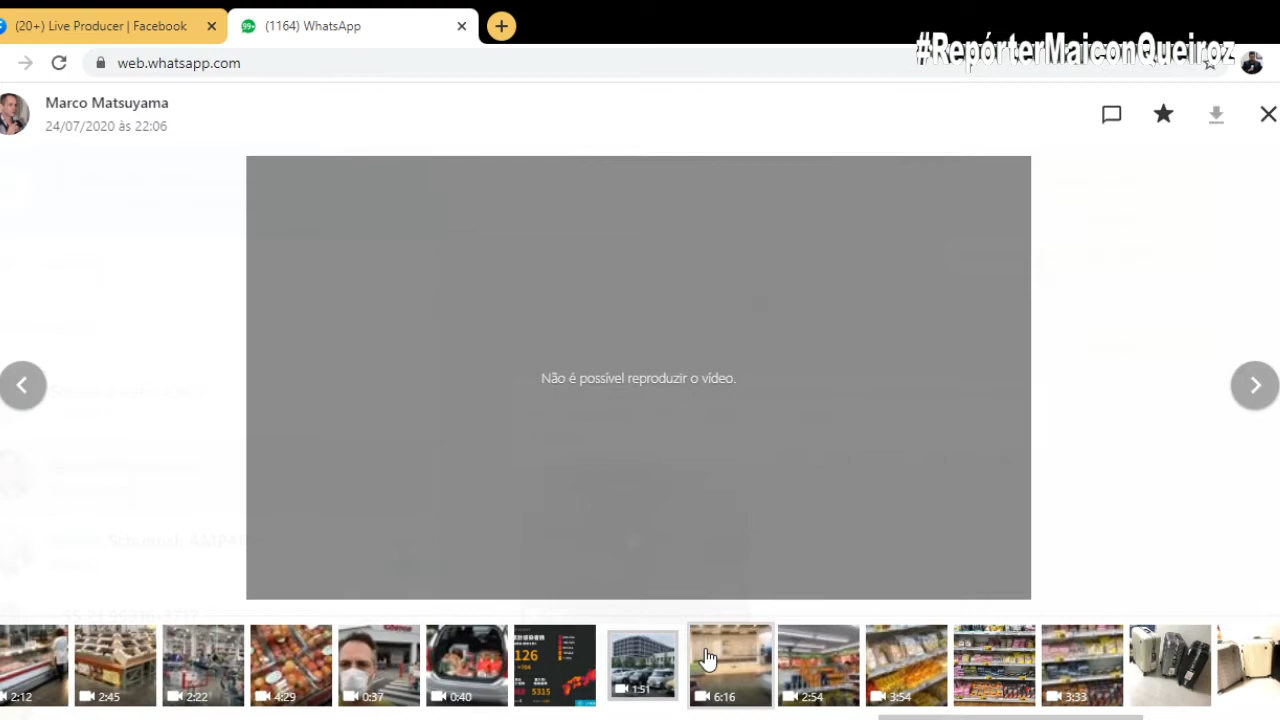 (20+) Live Producer | Facebook
99+
(1164) WhatsApp
#RepórterMaiconQueiroz
web.whatsapp.com
Marco Matsuyama
24/07/2020 às 22:06
Não é possível reproduzir o vídeo.
2:12
2:45
2:22
4:29
0:37
0:40
126
5315
1:51
6:16
2:54
3:54
3:33